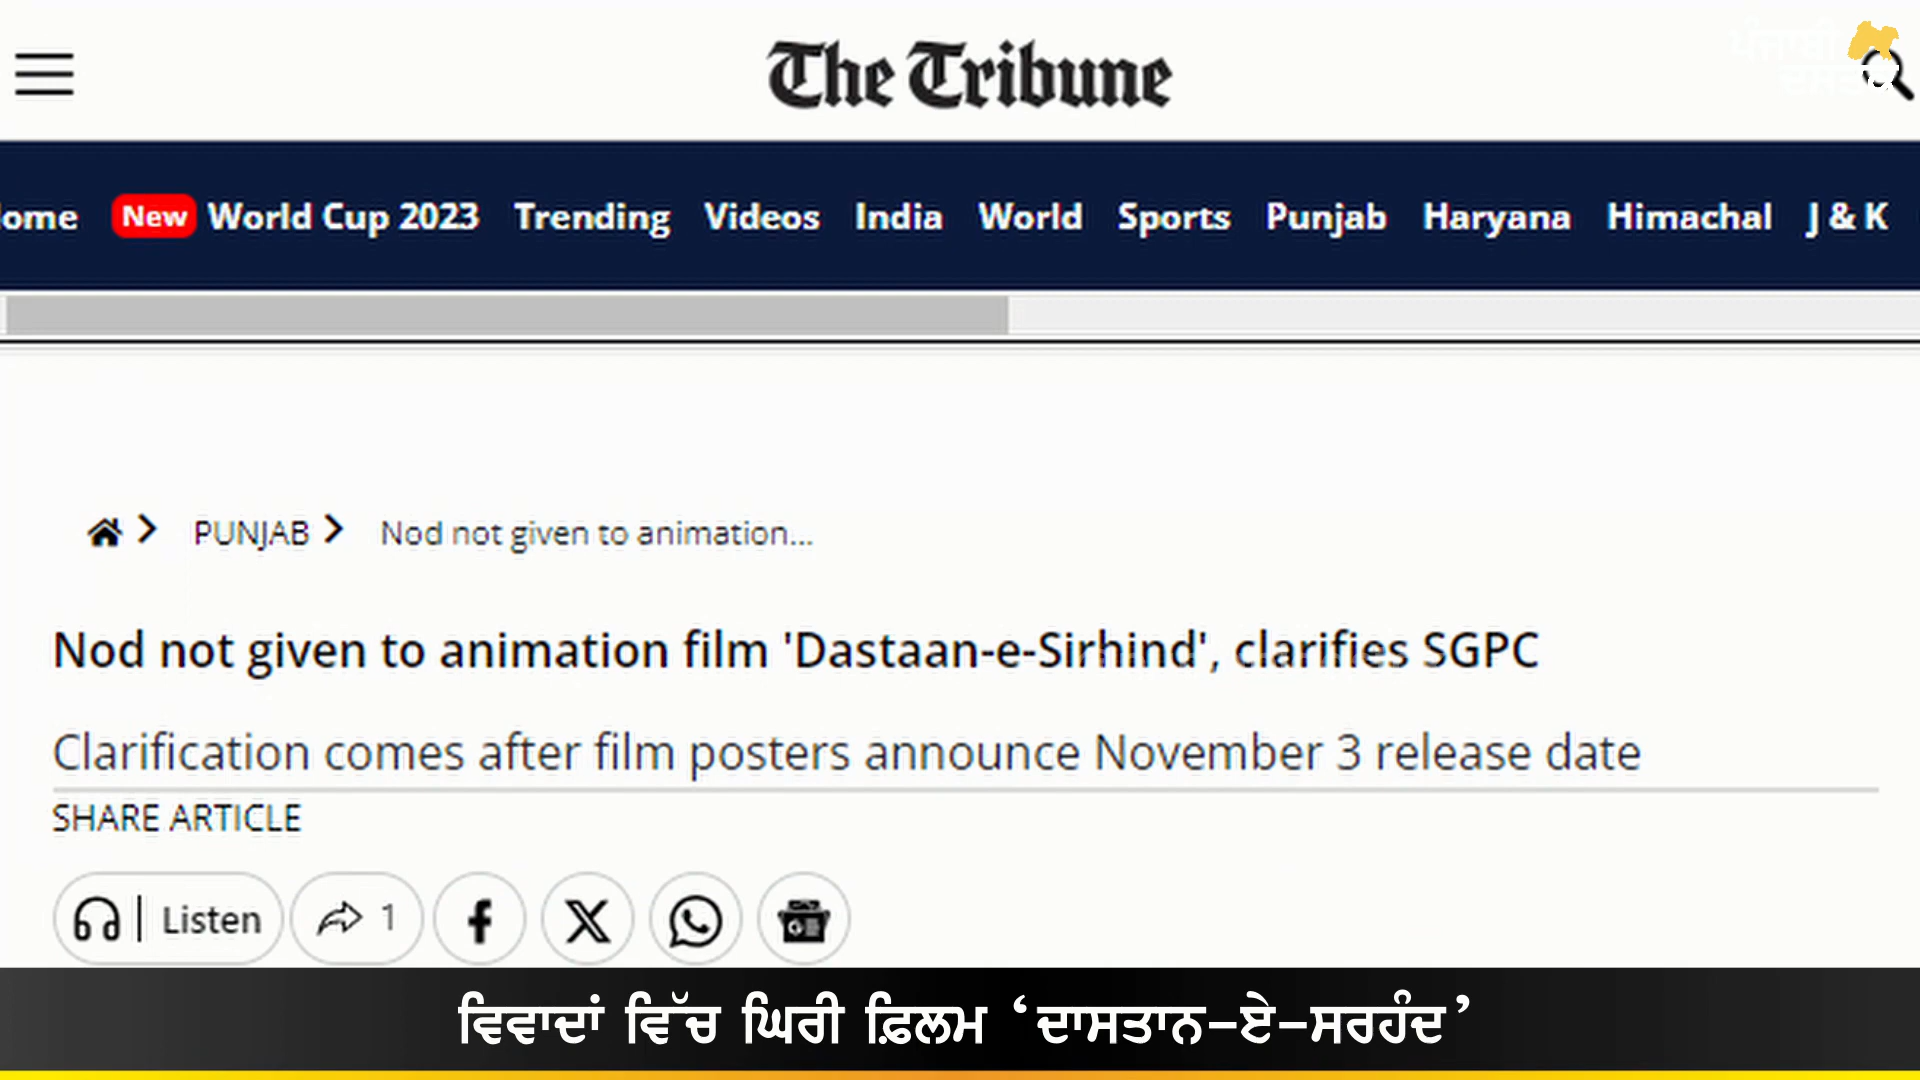 The Tribune
ome New World Cup 2023 Trending Videos India World Sports Punjab Haryana Himachal J & K
PUNJAB Nod not given to animation...
Nod not given to animation film 'Dastaan-e-Sirhind', clarifies SGPC
Clarification comes after film posters announce November 3 release date
SHARE ARTICLE
Listen 1
ਵਿਵਾਦਾਂ ਵਿੱਚ ਘਿਰੀ ਫ਼ਿਲਮ ‘ਦਾਸਤਾਨ-ਏ-ਸਰਹੰਦ’